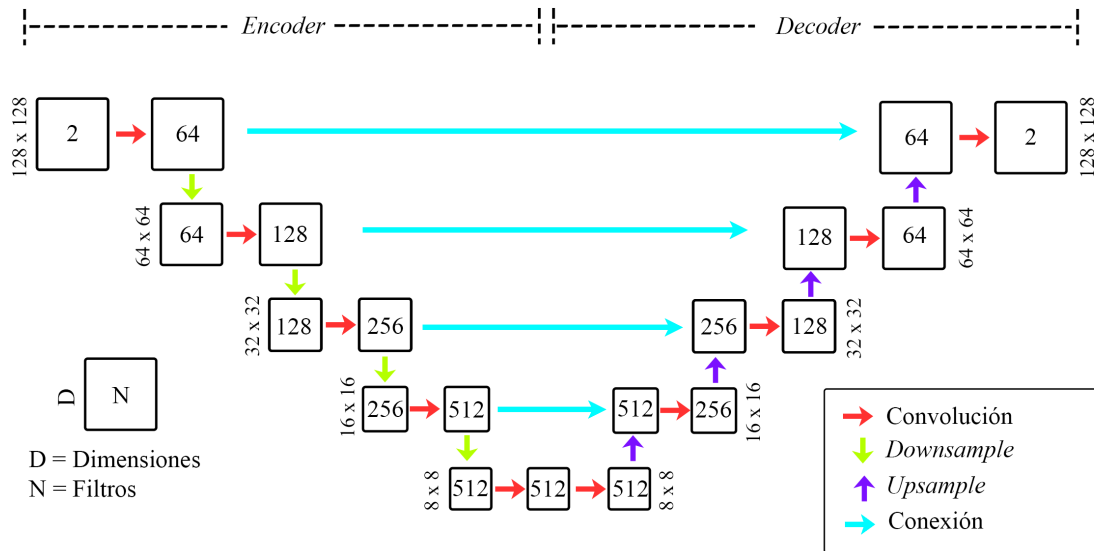 Encoder
Decoder
128 x 128
2
64
64
2
128 x 128
64 x 64
64
128
128
64
64 x 64
32 x 32
128
256
256
128
32 x 32
16 x 16
256
512
512
256
16 x 16
8 x 8
512
512
512
8 x 8
D
N
D = Dimensiones
N = Filtros
Convolución
Downsample
Upsample
Conexión